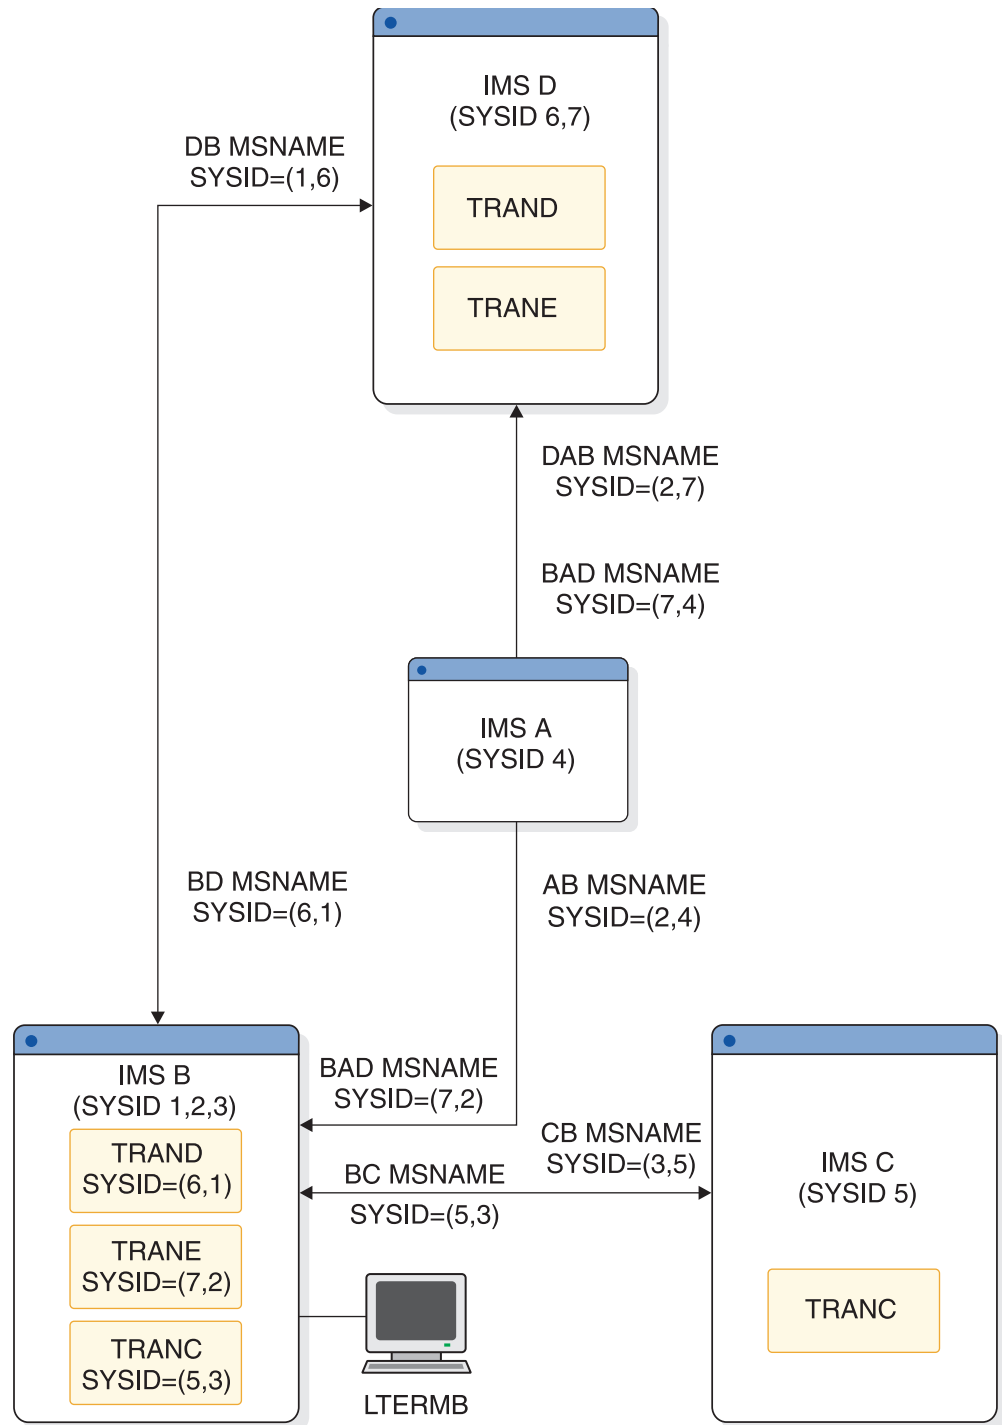 IMS D
(SYSID 6,7)
TRAND
TRANE
DB MSNAME
SYSID=(1,6)
DAB MSNAME
SYSID=(2,7)
BAD MSNAME
SYSID=(7,4)
IMS A
(SYSID 4)
BD MSNAME
SYSID=(6,1)
AB MSNAME
SYSID=(2,4)
BAD MSNAME
SYSID=(7,2)
IMS B
(SYSID 1,2,3)
TRAND
SYSID=(6,1)
TRANE
SYSID=(7,2)
TRANC
SYSID=(5,3)
CB MSNAME
SYSID=(3,5)
BC MSNAME
SYSID=(5,3)
IMS C
(SYSID 5)
TRANC
LTERMB